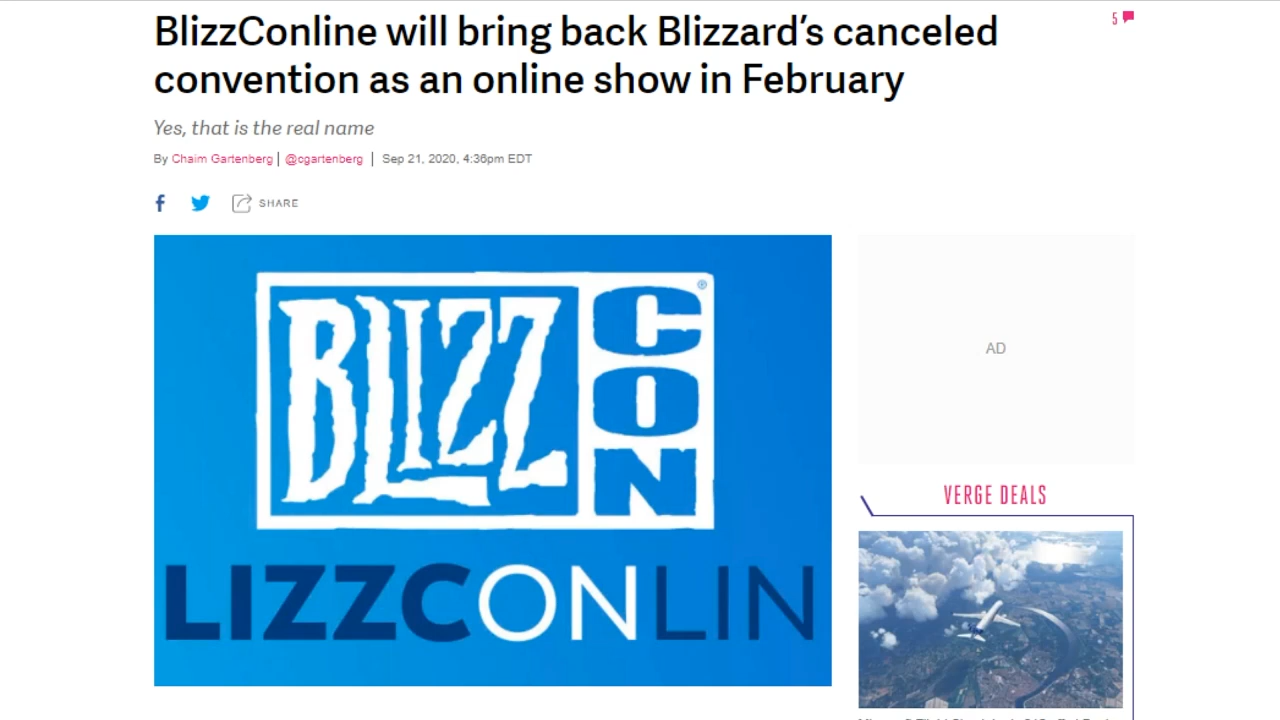 BlizzConline will bring back Blizzard's canceled
5
convention as an online show in February
Yes, that is the real name
By Chaim Gartenberg | @cgartenberg | Sep 21, 2020, 4:36pm EDT
SHARE
BLIZZ
CON
®
LIZZCONLIN
AD
VERGE DEALS